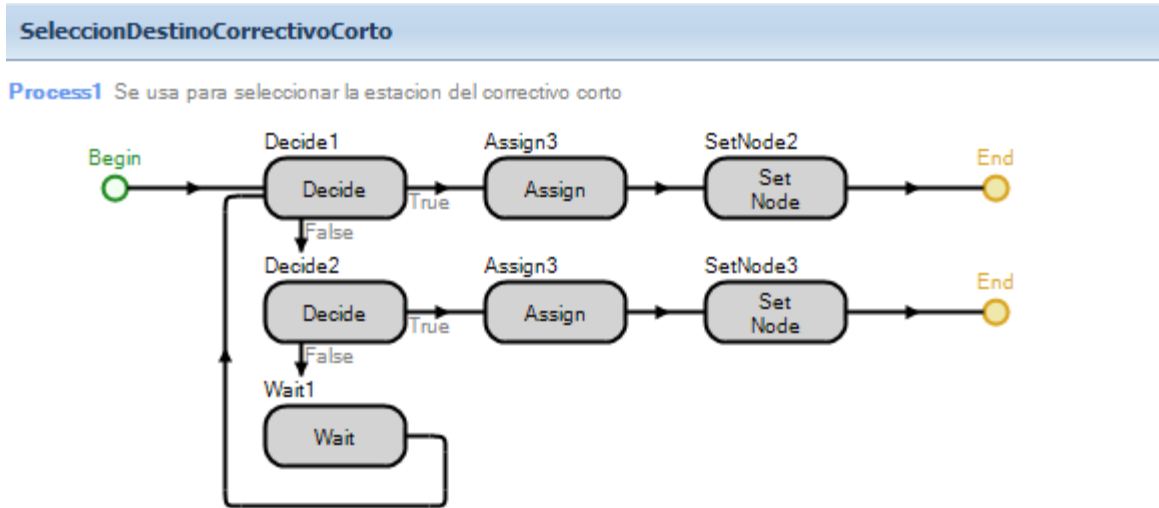 SeleccionDestinoCorrectivoCorto
Process1 Se usa para seleccionar la estacion del correctivo corto
Begin
Decide1
Decide
True
False
Assign3
Assign
SetNode2
Set
Node
End
Decide2
Decide
True
False
Assign3
Assign
SetNode3
Set
Node
End
Wait1
Wait